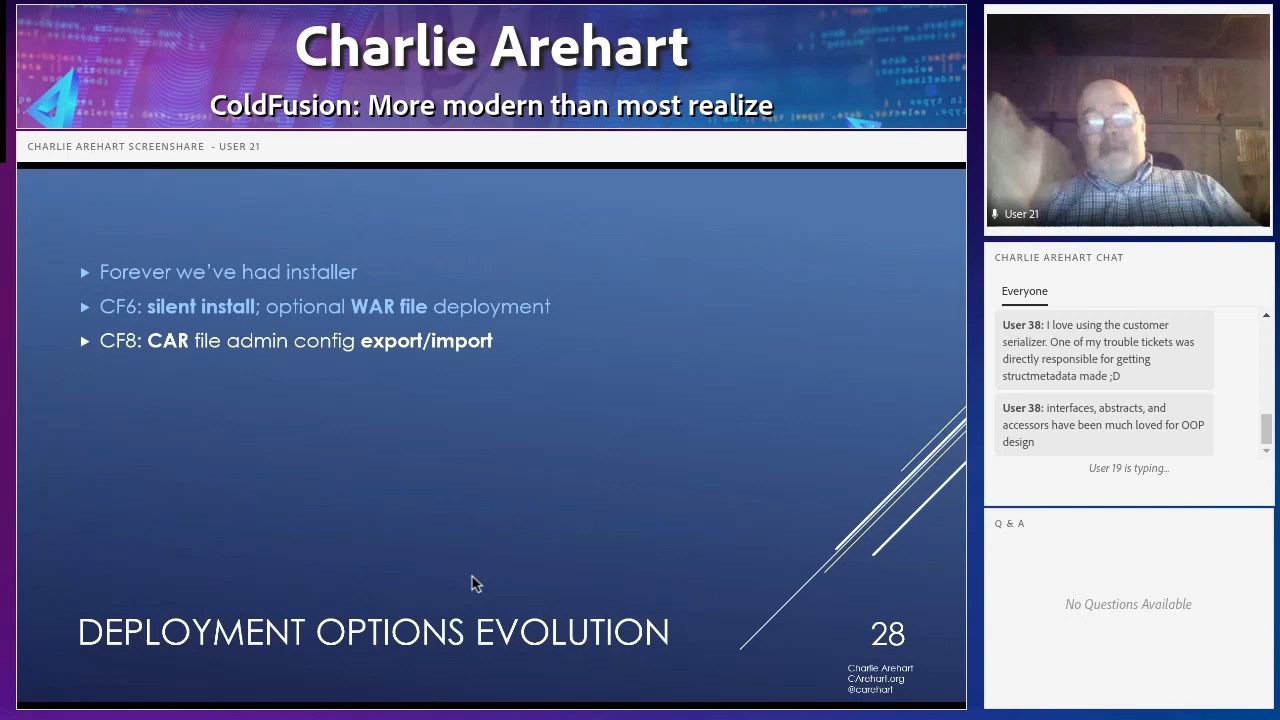 Charlie Arehart
ColdFusion: More modern than most realize
CHARLIE AREHART SCREENSHARE - USER 21
Forever we've had installer
CF6: silent install; optional WAR file deployment
CF8: CAR file admin config export/import
DEPLOYMENT OPTIONS EVOLUTION
28
Charlie Arehart
CArehart.org
@carehart
User 21
CHARLIE AREHART CHAT
Everyone
User 38: I love using the customer
serializer. One of my trouble tickets was
directly responsible for getting
structmetadata made ;D
User 38: interfaces, abstracts, and
accessors have been much loved for OOP
design
User 19 is typing...
Q & A
No Questions Available